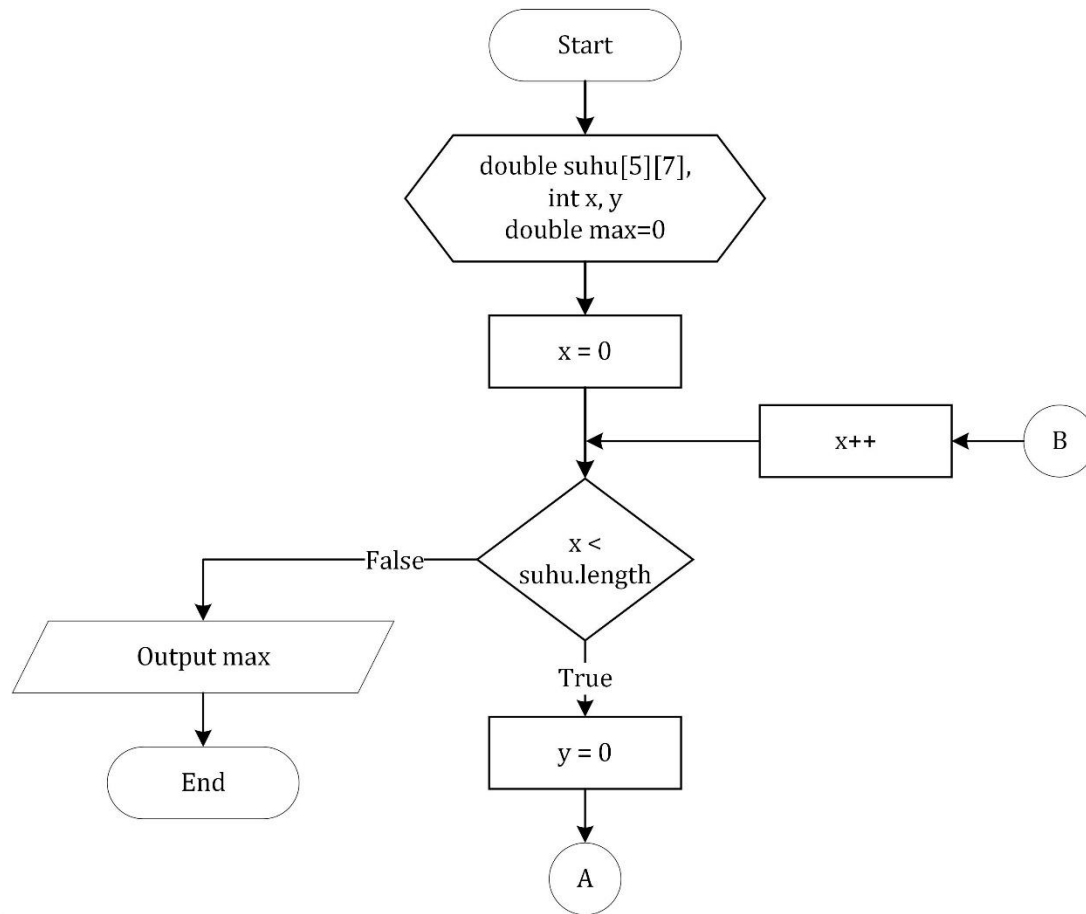 Start
double suhu[5][7],
int x, y
double max=0
x = 0
x++
B
x <
suhu.length
False
Output max
End
True
y = 0
A